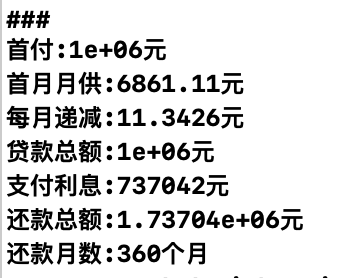 ###
首付:1e+06元
首月月供:6861.11元
每月递减:11.3426元
贷款总额:1e+06元
支付利息:737042元
还款总额:1.73704e+06元
还款月数:360个月